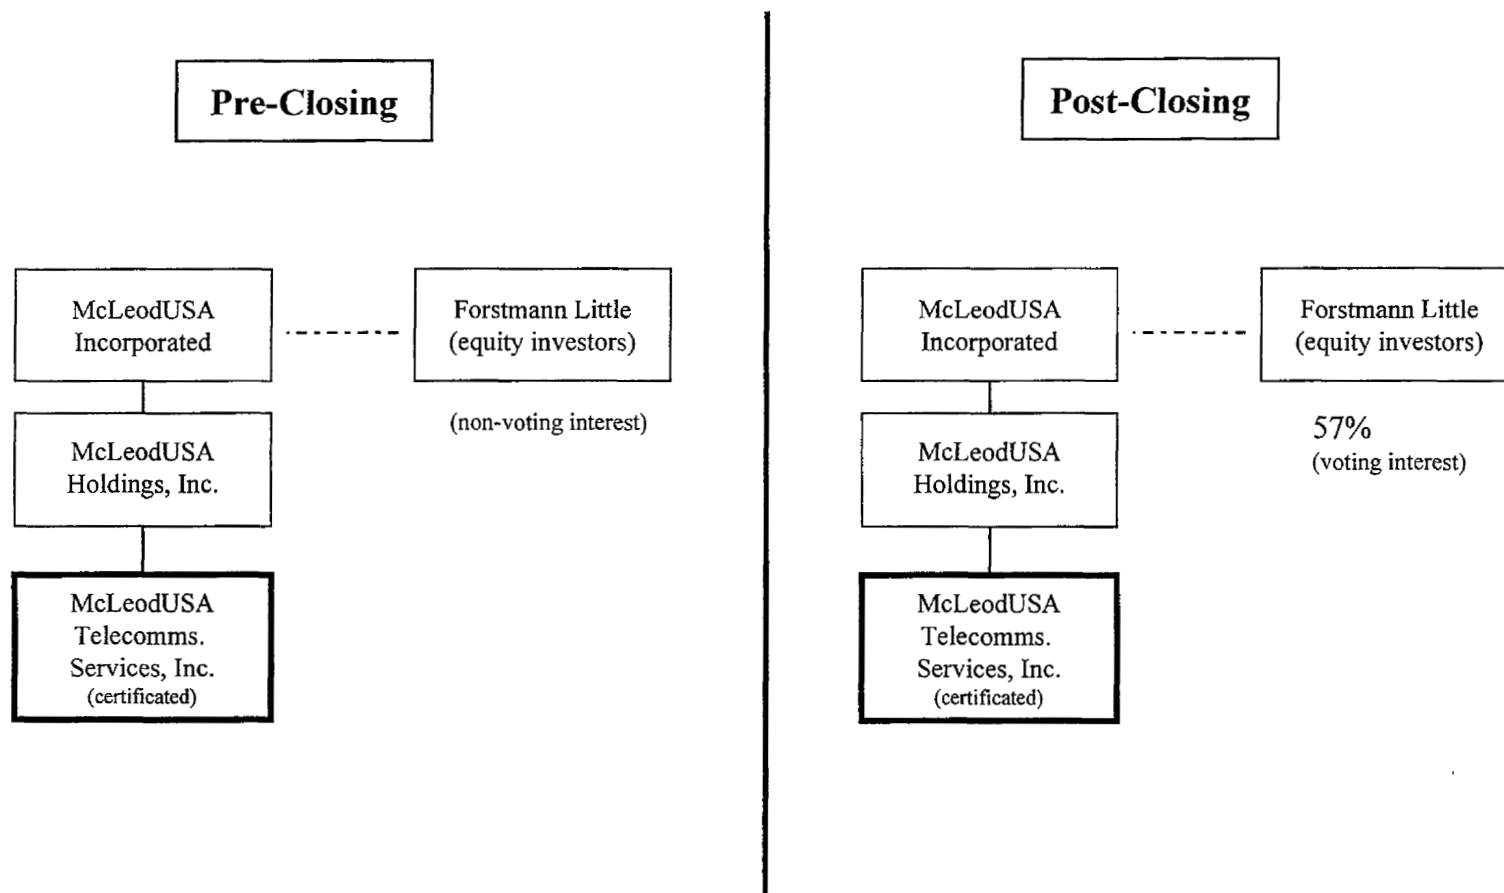 Pre-Closing
McLeodUSA
Incorporated
Forstmann Little
(equity investors)
(non-voting interest)
McLeodUSA
Holdings, Inc.
McLeodUSA
Telecomms.
Services, Inc.
(certificated)
Post-Closing
McLeodUSA
Incorporated
Forstmann Little
(equity investors)
57%
(voting interest)
McLeodUSA
Holdings, Inc.
McLeodUSA
Telecomms.
Services, Inc.
(certificated)